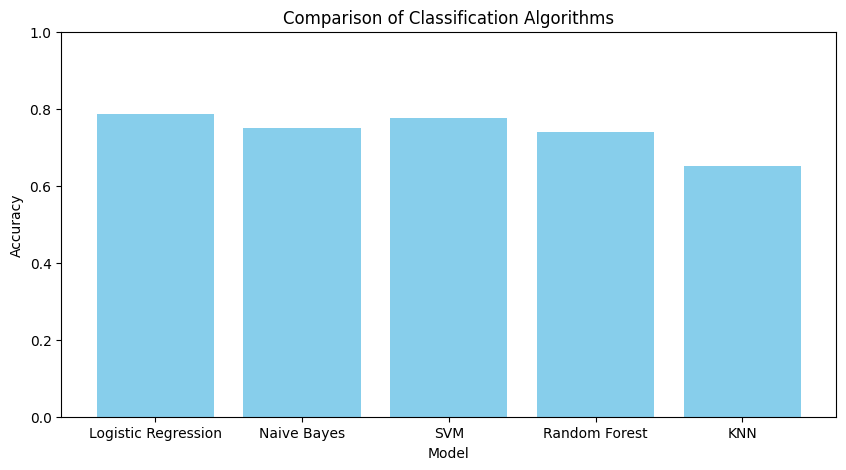 Comparison of Classification Algorithms
1.0
0.8
0.6
0.4
0.2
0.0
Accuracy
Logistic Regression Naive Bayes SVM Random Forest KNN
Model